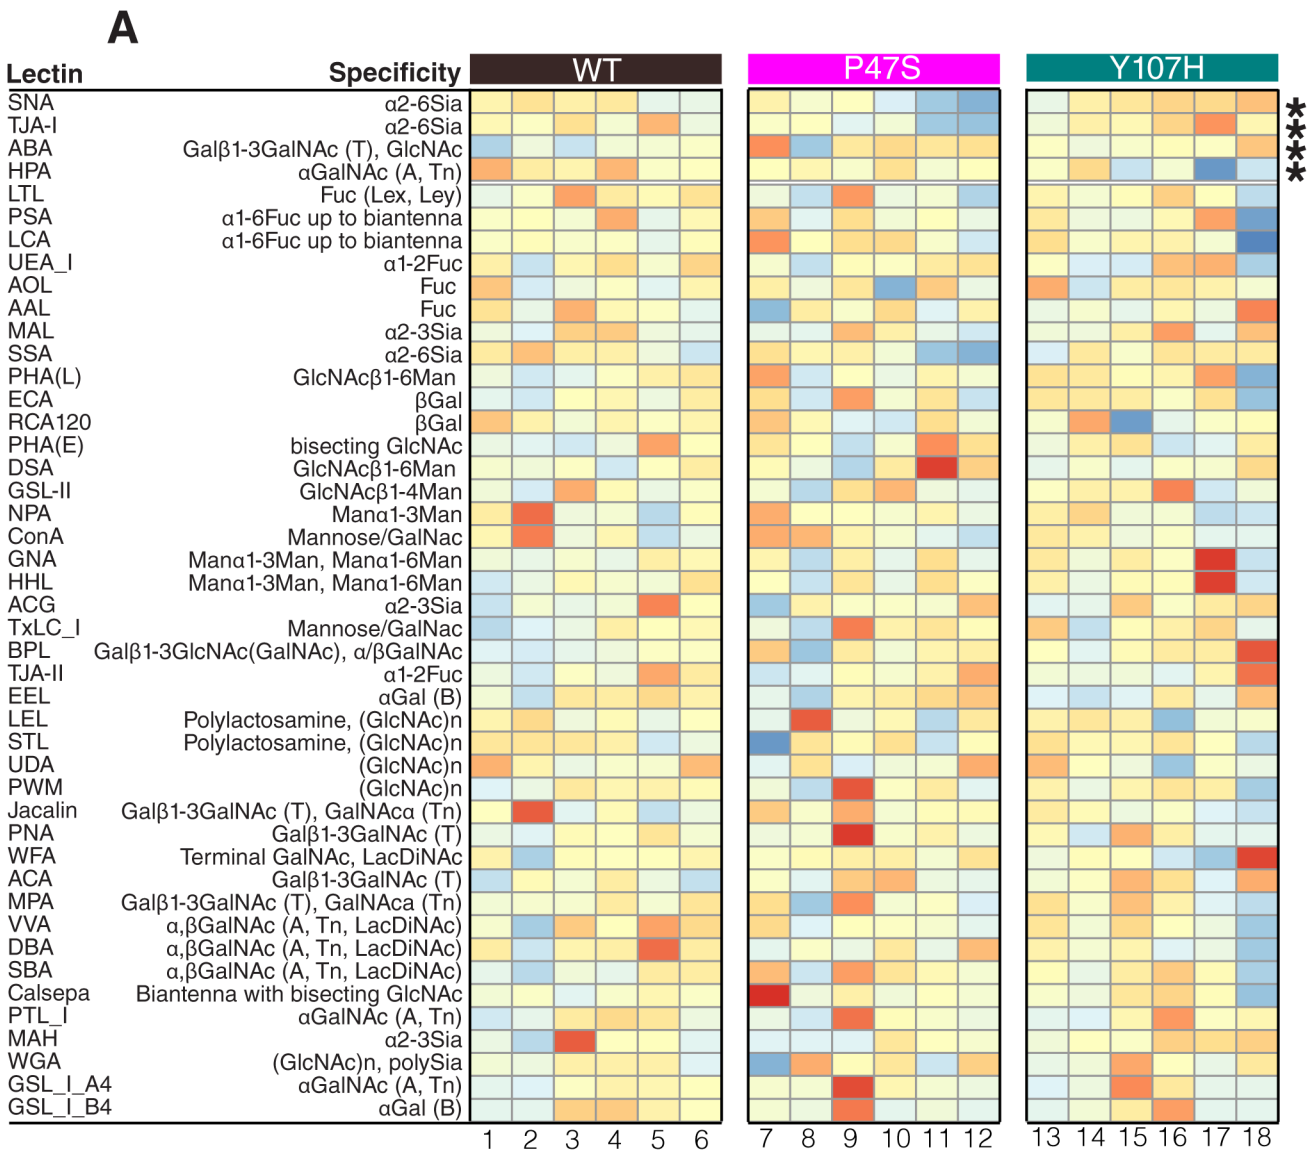 A
Lectin Specificity WT P47S Y107H
SNA α2-6Sia *
TJA-I α2-6Sia *
ABA Galβ1-3GalNAc (T), GlcNAc *
HPA αGalNAc (A, Tn) *
LTL Fuc (Lex, Ley)
PSA α1-6Fuc up to biantenna
LCA α1-6Fuc up to biantenna
UEA_I α1-2Fuc
AOL Fuc
AAL Fuc
MAL α2-3Sia
SSA α2-6Sia
PHA(L) GlcNAcβ1-6Man
ECA βGal
RCA120 βGal
PHA(E) bisecting GlcNAc
DSA GlcNAcβ1-6Man
GSL-II GlcNAcβ1-4Man
NPA Manα1-3Man
ConA Mannose/GalNac
GNA Manα1-3Man, Manα1-6Man
HHL Manα1-3Man, Manα1-6Man
ACG α2-3Sia
TxLC_I Mannose/GalNac
BPL Galβ1-3GlcNAc(GalNAc), α/βGalNAc
TJA-II α1-2Fuc
EEL αGal (B)
LEL Polylactosamine, (GlcNAc)n
STL Polylactosamine, (GlcNAc)n
UDA (GlcNAc)n
PWM (GlcNAc)n
Jacalin Galβ1-3GalNAc (T), GalNAcα (Tn)
PNA Galβ1-3GalNAc (T)
WFA Terminal GalNAc, LacDiNAc
ACA Galβ1-3GalNAc (T)
MPA Galβ1-3GalNAc (T), GalNAca (Tn)
VVA α,βGalNAc (A, Tn, LacDiNAc)
DBA α,βGalNAc (A, Tn, LacDiNAc)
SBA α,βGalNAc (A, Tn, LacDiNAc)
Calsepa Biantenna with bisecting GlcNAc
PTL_I αGalNAc (A, Tn)
MAH α2-3Sia
WGA (GlcNAc)n, polySia
GSL_I_A4 αGalNAc (A, Tn)
GSL_I_B4 αGal (B)
1 2 3 4 5 6 7 8 9 10 11 12 13 14 15 16 17 18